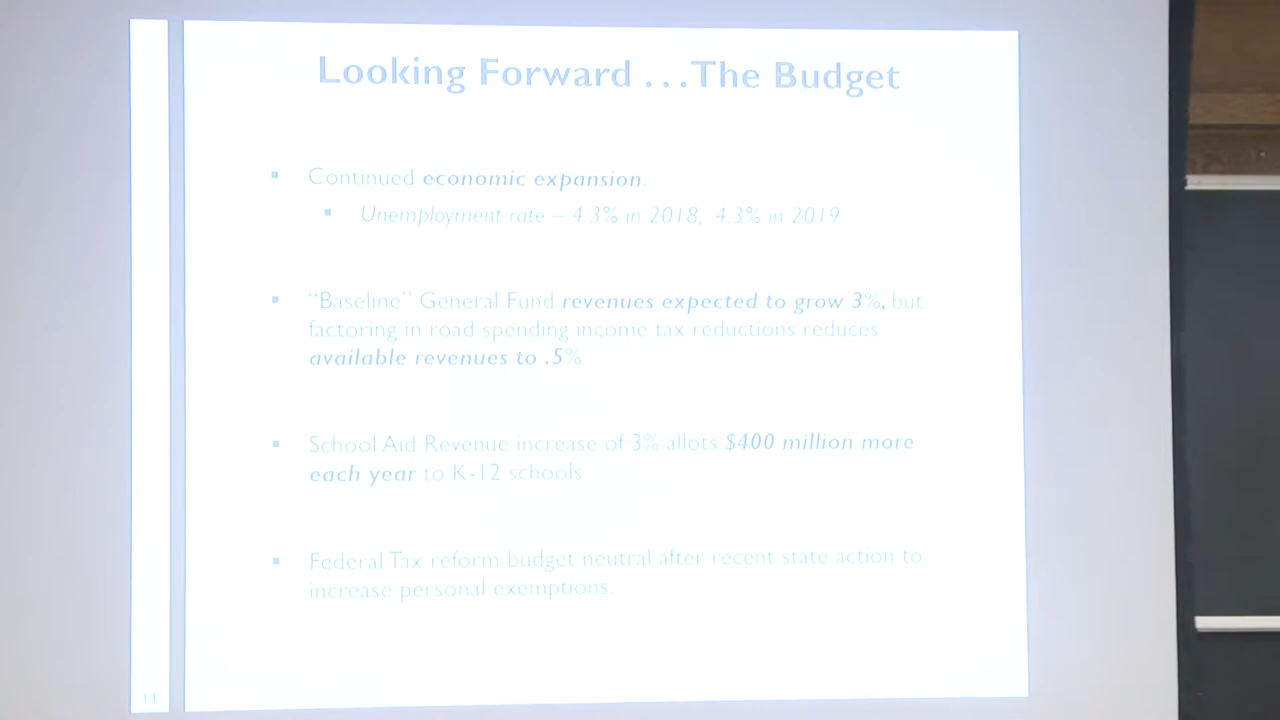 Looking Forward ...The Budget
▪ Continued economic expansion.
▪ Unemployment rate – 4.3% in 2018, 4.3% in 2019
▪ "Baseline" General Fund revenues expected to grow 3%, but
factoring in road spending income tax reductions reduces
available revenues to .5%
▪ School Aid Revenue increase of 3% allots $400 million more
each year to K-12 schools
▪ Federal Tax reform budget neutral after recent state action to
increase personal exemptions.
14